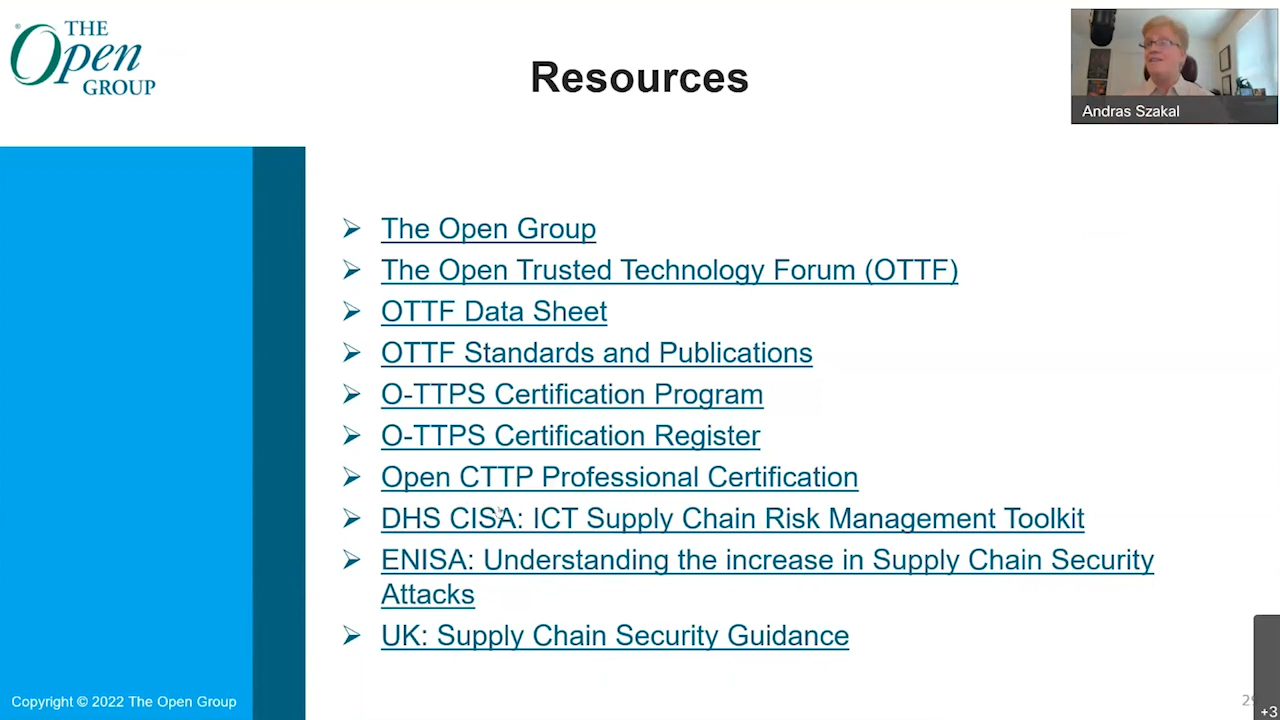 THE
Open
GROUP
Resources
Andras Szakal
The Open Group
The Open Trusted Technology Forum (OTTF)
OTTF Data Sheet
OTTF Standards and Publications
O-TTPS Certification Program
O-TTPS Certification Register
Open CTTP Professional Certification
DHS CISA: ICT Supply Chain Risk Management Toolkit
ENISA: Understanding the increase in Supply Chain Security
Attacks
UK: Supply Chain Security Guidance
Copyright © 2022 The Open Group
+3